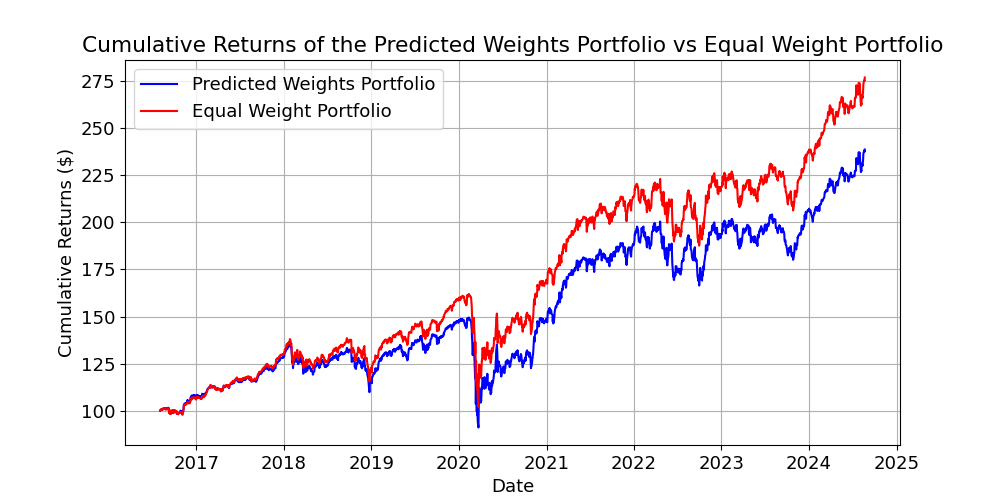 Cumulative Returns of the Predicted Weights Portfolio vs Equal Weight Portfolio
Predicted Weights Portfolio
Equal Weight Portfolio
Cumulative Returns ($)
275
250
225
200
175
150
125
100
2017 2018 2019 2020 2021 2022 2023 2024 2025
Date